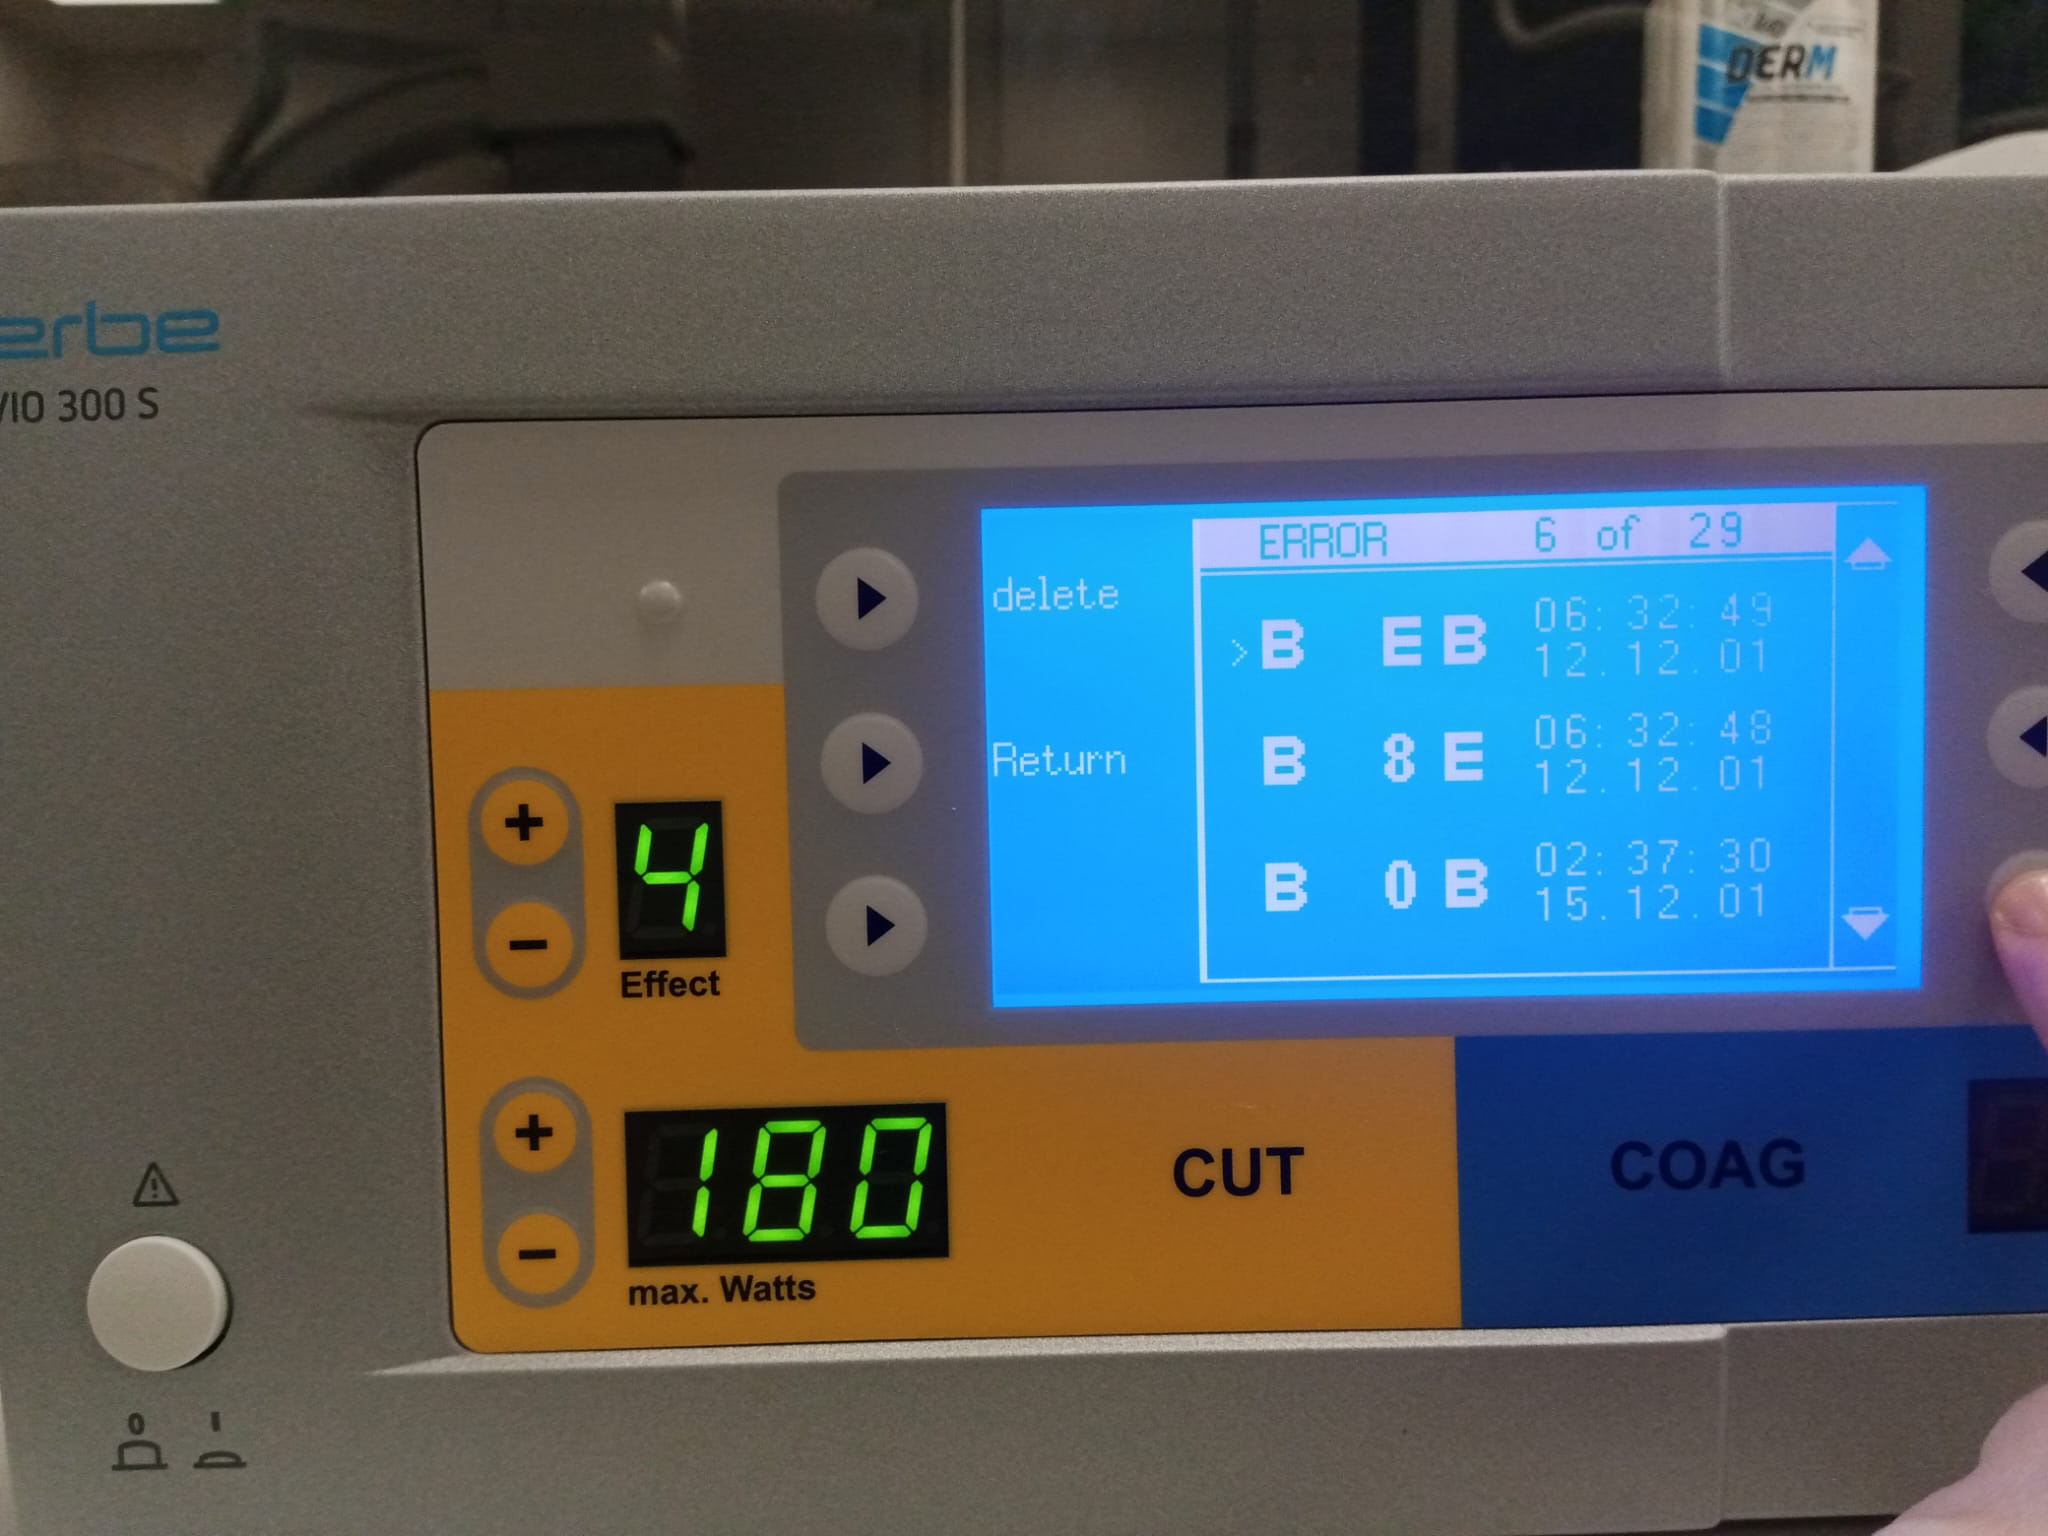 DERM
erbe
VIO 300 S
ERROR 6 of 29
delete
>B EB 06:32:49
12.12.01
Return
B 8E 06:32:48
12.12.01
B 0B 02:37:30
15.12.01
+
4
-
Effect
+
180
-
max. Watts
CUT
COAG
0 I